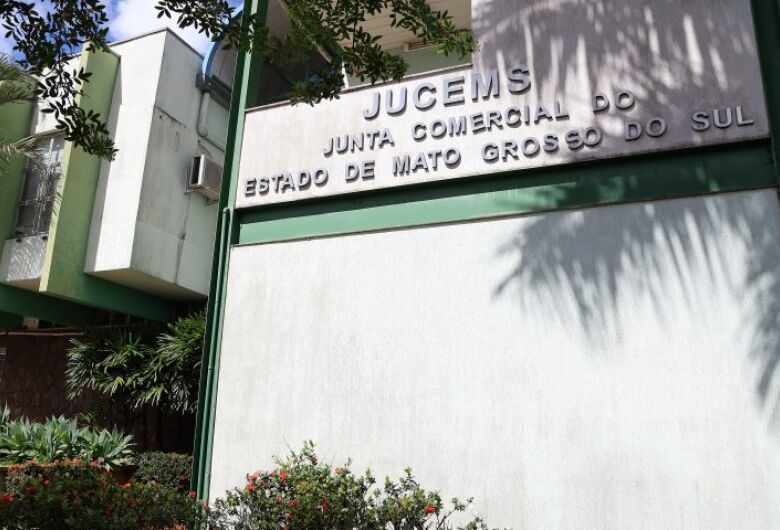 JUCEMS
JUNTA COMERCIAL DO
ESTADO DE MATO GROSSO DO SUL